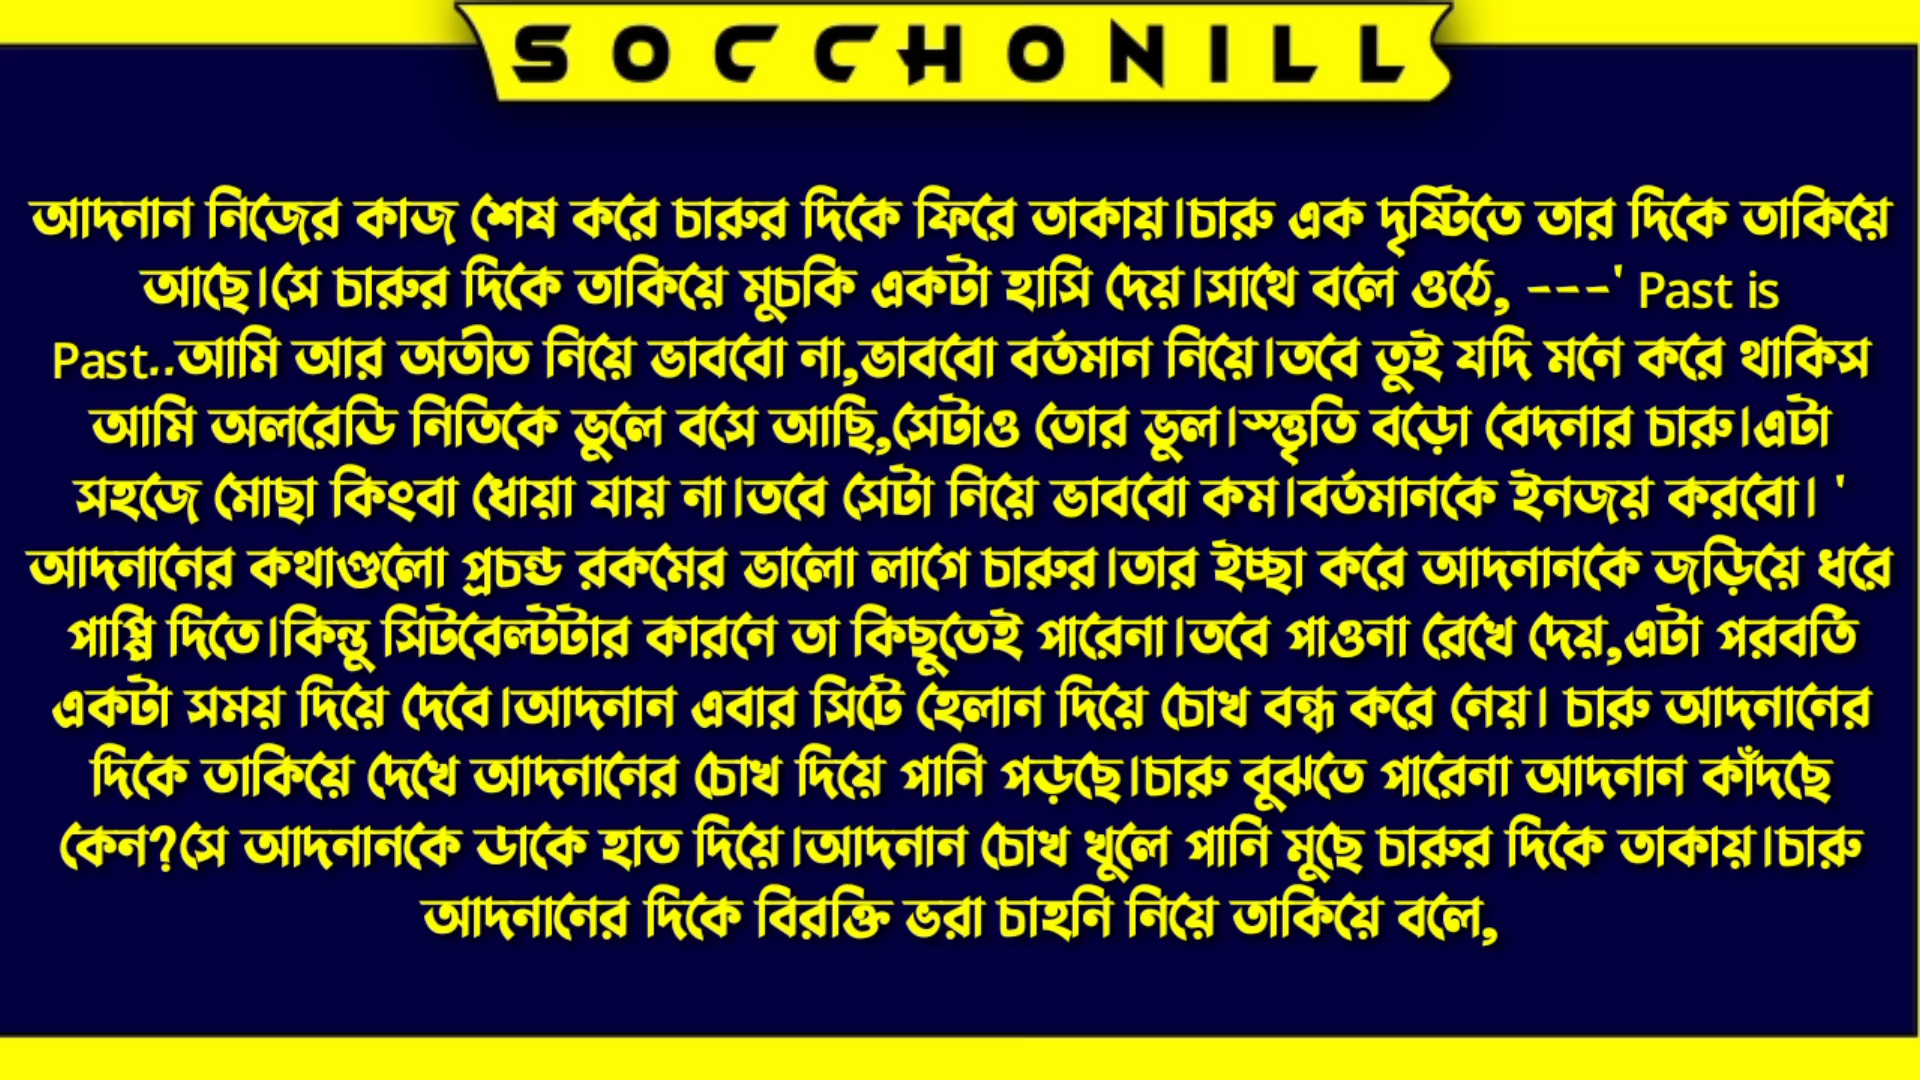 SOCCHONILL
আদনান নিজের কাজ শেষ করে চারুর দিকে ফিরে তাকায়।চারু এক দৃষ্টিতে তার দিকে তাকিয়ে
আছে।সে চারুর দিকে তাকিয়ে মুচকি একটা হাসি দেয়।সাথে বলে ওঠে, ---' Past is
Past..আমি আর অতীত নিয়ে ভাববো না,ভাববো বর্তমান নিয়ে।তবে তুই যদি মনে করে থাকিস
আমি অলরেডি নিতিকে ভুলে বসে আছি,সেটাও তোর ভুল।স্মৃতি বড়ো বেদনার চারু।এটা
সহজে মোছা কিংবা ধোয়া যায় না।তবে সেটা নিয়ে ভাববো কম।বর্তমানকে ইনজয় করবো। '
আদনানের কথাগুলো প্রচন্ড রকমের ভালো লাগে চারুর।তার ইচ্ছা করে আদনানকে জড়িয়ে ধরে
পাপ্পি দিতে।কিন্তু সিটবেল্টটার কারনে তা কিছুতেই পারেনা।তবে পাওনা রেখে দেয়,এটা পরবর্তি
একটা সময় দিয়ে দেবে।আদনান এবার সিটে হেলান দিয়ে চোখ বন্ধ করে নেয়। চারু আদনানের
দিকে তাকিয়ে দেখে আদনানের চোখ দিয়ে পানি পড়ছে।চারু বুঝতে পারেনা আদনান কাঁদছে
কেন?সে আদনানকে ডাকে হাত দিয়ে।আদনান চোখ খুলে পানি মুছে চারুর দিকে তাকায়।চারু
আদনানের দিকে বিরক্তি ভরা চাহনি নিয়ে তাকিয়ে বলে,